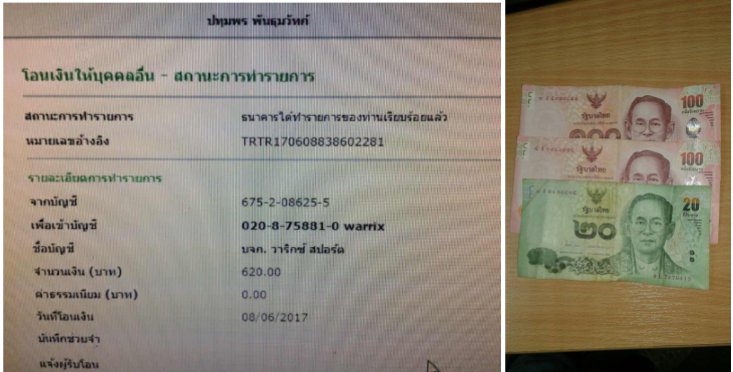 ปทุมพร พันธุมวัทก์
โอนเงินให้บุคคลอื่น - สถานะการทำรายการ
สถานะการทำรายการ ธนาคารได้ทำรายการของท่านเรียบร้อยแล้ว
หมายเลขอ้างอิง TRTR170608838602281
รายละเอียดการทำรายการ
จากบัญชี 675-2-08625-5
เพื่อเข้าบัญชี 020-8-75881-0 warrix
ชื่อบัญชี บจก. วาริกซ์ สปอร์ต
จำนวนเงิน (บาท) 620.00
ค่าธรรมเนียม (บาท) 0.00
วันที่โอนเงิน 08/06/2017
บันทึกช่วยจำ
แจ้งผู้รับโอน
100
รัฐบาลไทย
๑๐๐
100
รัฐบาลไทย
20
รัฐบาลไทย
๒๐